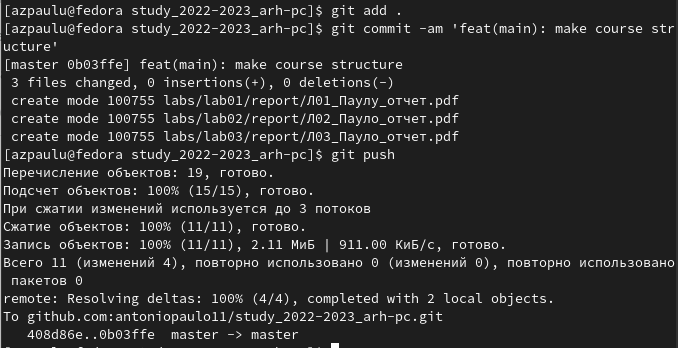 [azpaulu@fedora study_2022-2023_arh-pc]$ git add .
[azpaulu@fedora study_2022-2023_arh-pc]$ git commit -am 'feat(main): make course str
ucture'
[master 0b03ffe] feat(main): make course structure
 3 files changed, 0 insertions(+), 0 deletions(-)
 create mode 100755 labs/lab01/report/Л01_Паулу_отчет.pdf
 create mode 100755 labs/lab02/report/Л02_Пауло_отчет.pdf
 create mode 100755 labs/lab03/report/Л03_Пауло_отчет.pdf
[azpaulu@fedora study_2022-2023_arh-pc]$ git push
Перечисление объектов: 19, готово.
Подсчет объектов: 100% (15/15), готово.
При сжатии изменений используется до 3 потоков
Сжатие объектов: 100% (11/11), готово.
Запись объектов: 100% (11/11), 2.11 МиБ | 911.00 КиБ/с, готово.
Всего 11 (изменений 4), повторно использовано 0 (изменений 0), повторно использовано
 пакетов 0
remote: Resolving deltas: 100% (4/4), completed with 2 local objects.
To github.com:antoniopaulo11/study_2022-2023_arh-pc.git
   408d86e..0b03ffe  master -> master